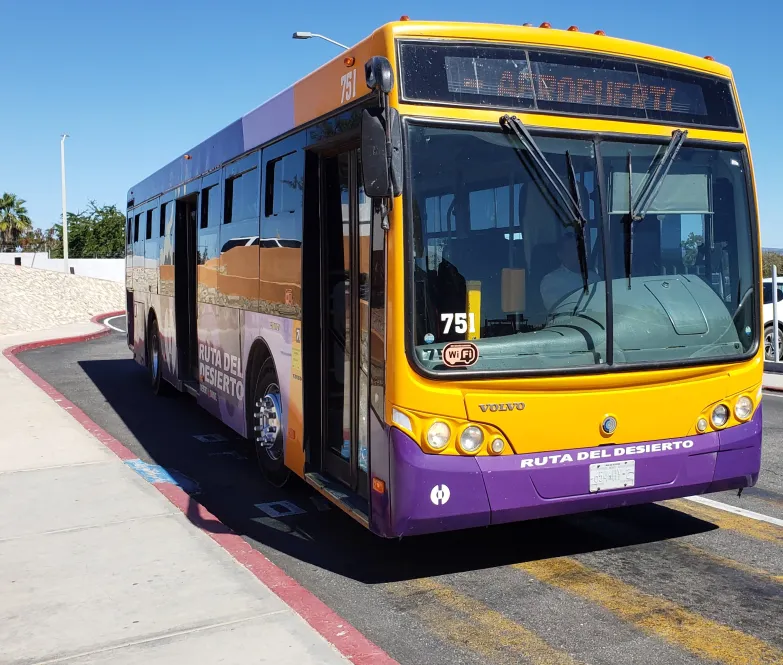 AEROPUERTO
751
751
WiFi
VOLVO
RUTA DEL DESIERTO
RUTA DEL
DESIERTO